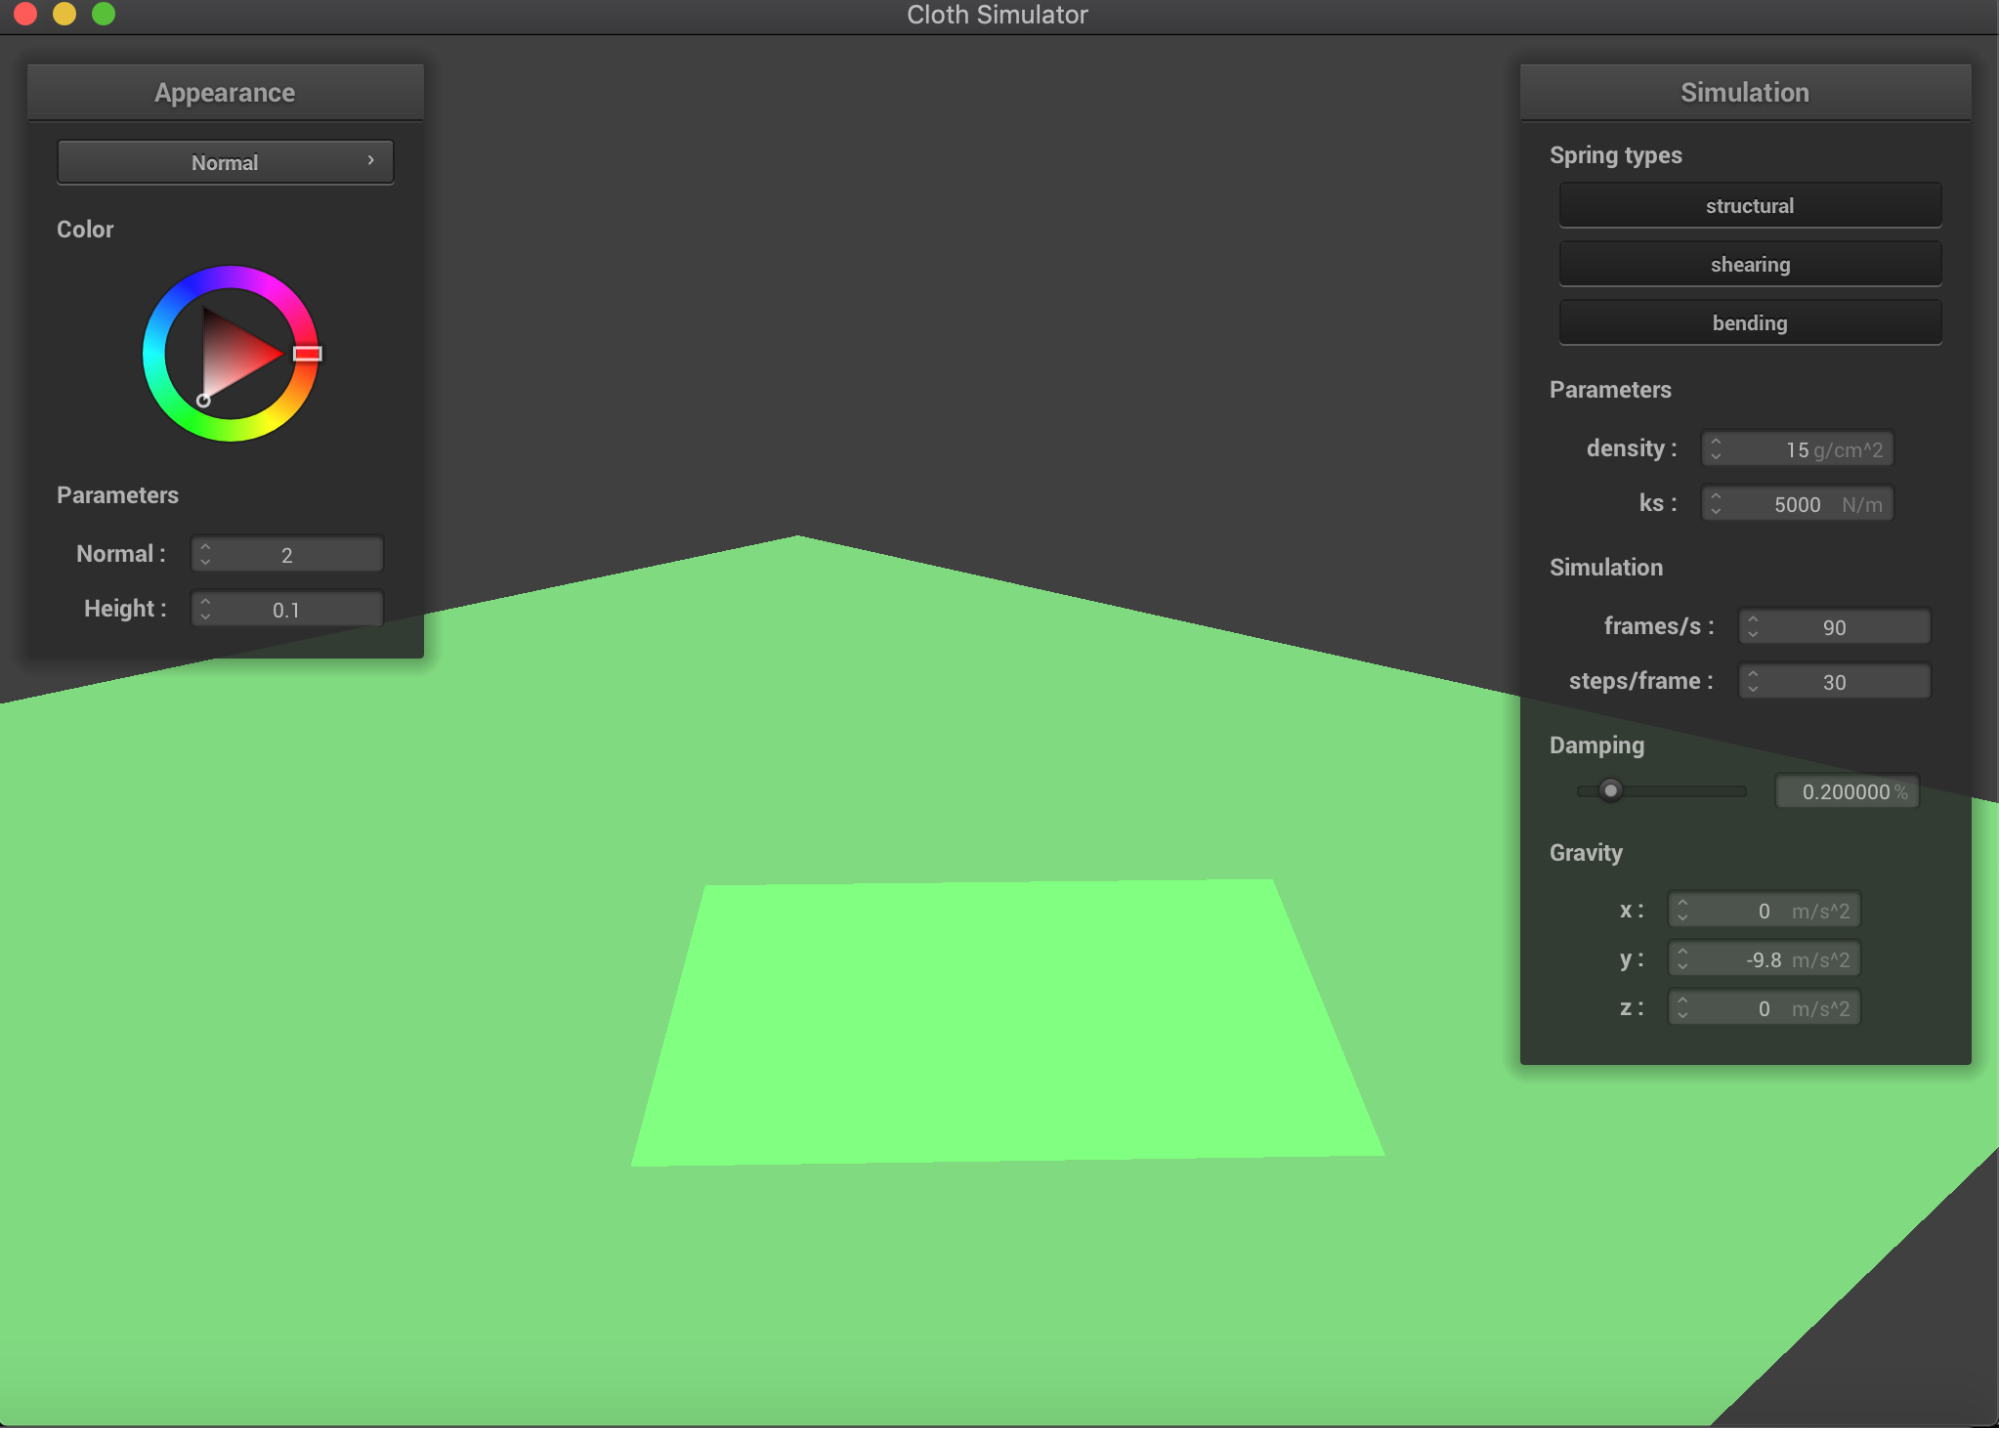 Cloth Simulator
Appearance
Normal
Color
Parameters
Normal : 2
Height : 0.1
Simulation
Spring types
structural
shearing
bending
Parameters
density : 15 g/cm^2
ks : 5000 N/m
Simulation
frames/s : 90
steps/frame : 30
Damping
0.200000 %
Gravity
x : 0 m/s^2
y : -9.8 m/s^2
z : 0 m/s^2